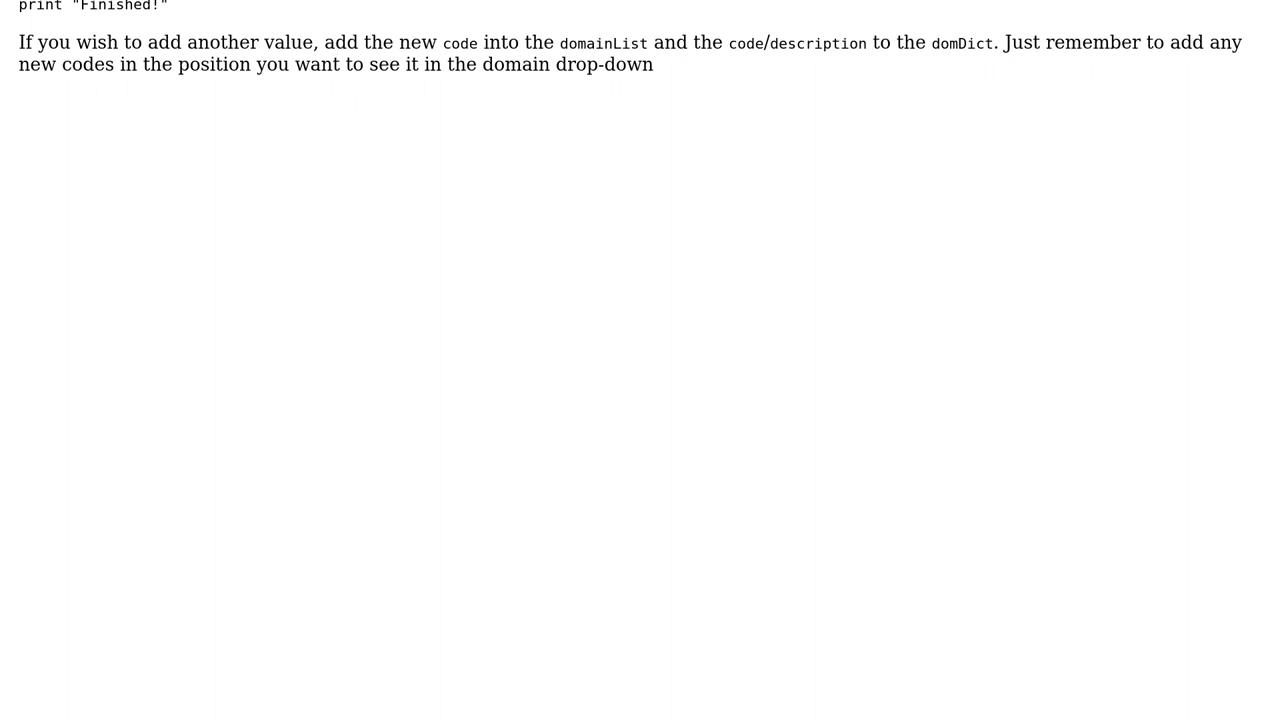 print "Finished!"
If you wish to add another value, add the new code into the domainList and the code/description to the domDict. Just remember to add any
new codes in the position you want to see it in the domain drop-down